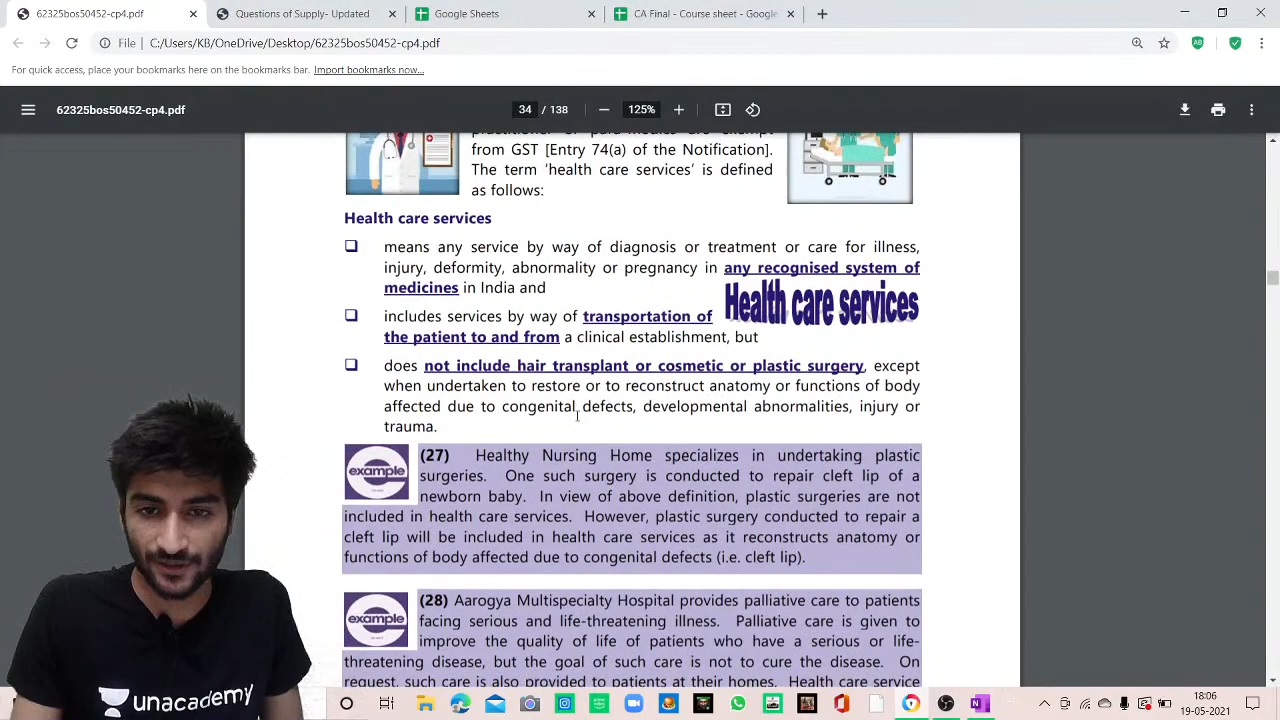 62325bos50452-cp4.pdf
Questions of Supply- Updated
Google Sheets
CA Final - Course sheet - Google
File C:/Users/KB/OneDrive/Desktop/62325bos50452-cp4.pdf
For quick access, place your bookmarks here on the bookmarks bar. Import bookmarks now...
62325bos50452-cp4.pdf
34 / 138
125%
practitioner or para-medics are exempt
from GST [Entry 74(a) of the Notification].
The term ‘health care services’ is defined
as follows:
Health care services
means any service by way of diagnosis or treatment or care for illness,
injury, deformity, abnormality or pregnancy in any recognised system of
medicines in India and
Health care services
includes services by way of transportation of
the patient to and from a clinical establishment, but
does not include hair transplant or cosmetic or plastic surgery, except
when undertaken to restore or to reconstruct anatomy or functions of body
affected due to congenital defects, developmental abnormalities, injury or
trauma.
example
(27) Healthy Nursing Home specializes in undertaking plastic
surgeries. One such surgery is conducted to repair cleft lip of a
newborn baby. In view of above definition, plastic surgeries are not
included in health care services. However, plastic surgery conducted to repair a
cleft lip will be included in health care services as it reconstructs anatomy or
functions of body affected due to congenital defects (i.e. cleft lip).
example
(28) Aarogya Multispecialty Hospital provides palliative care to patients
facing serious and life-threatening illness. Palliative care is given to
improve the quality of life of patients who have a serious or life-
threatening disease, but the goal of such care is not to cure the disease. On
request, such care is also provided to patients at their homes. Health care service
unacademy
18:06
19-05-2021